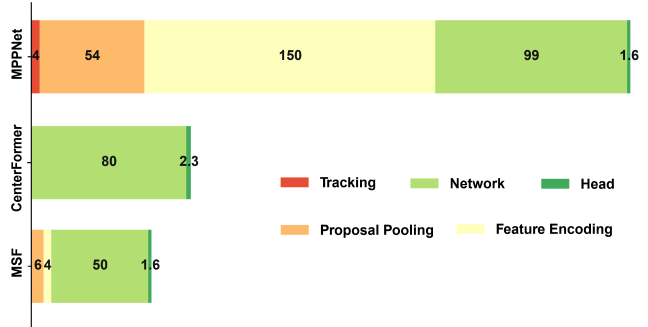 MPPNet
4 54 150 99 1.6
CenterFormer
80 2.3
Tracking Network Head
Proposal Pooling Feature Encoding
MSF
6 4 50 1.6